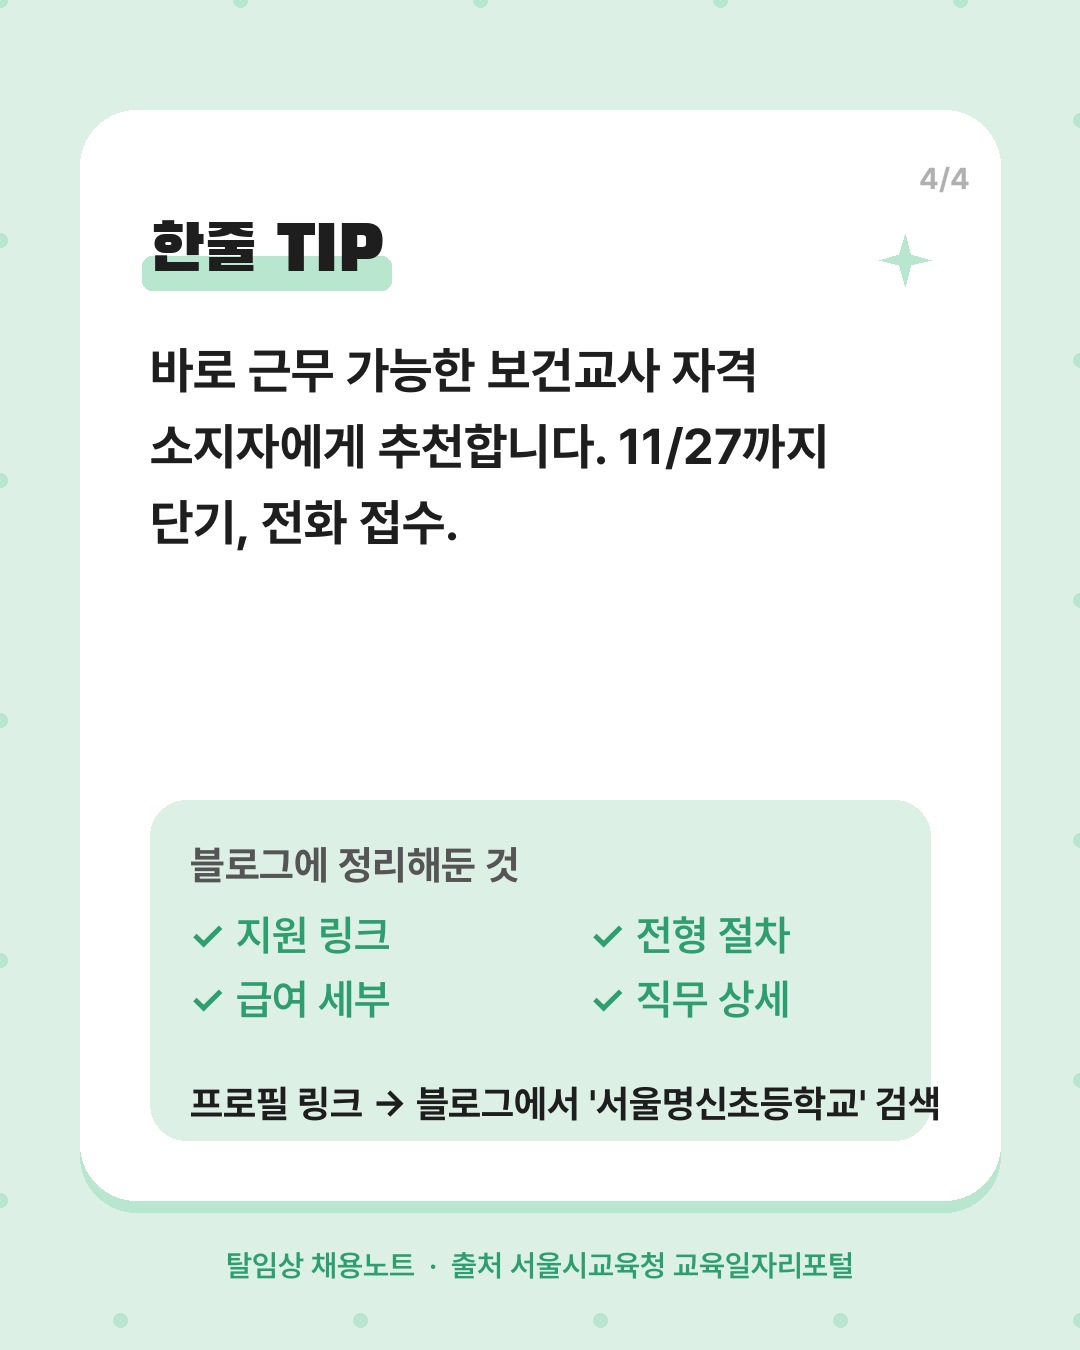 4/4
한줄 TIP
바로 근무 가능한 보건교사 자격
소지자에게 추천합니다. 11/27까지
단기, 전화 접수.
블로그에 정리해둔 것
✓ 지원 링크 ✓ 전형 절차
✓ 급여 세부 ✓ 직무 상세
프로필 링크 → 블로그에서 '서울명신초등학교' 검색
탈임상 채용노트 · 출처 서울시교육청 교육일자리포털